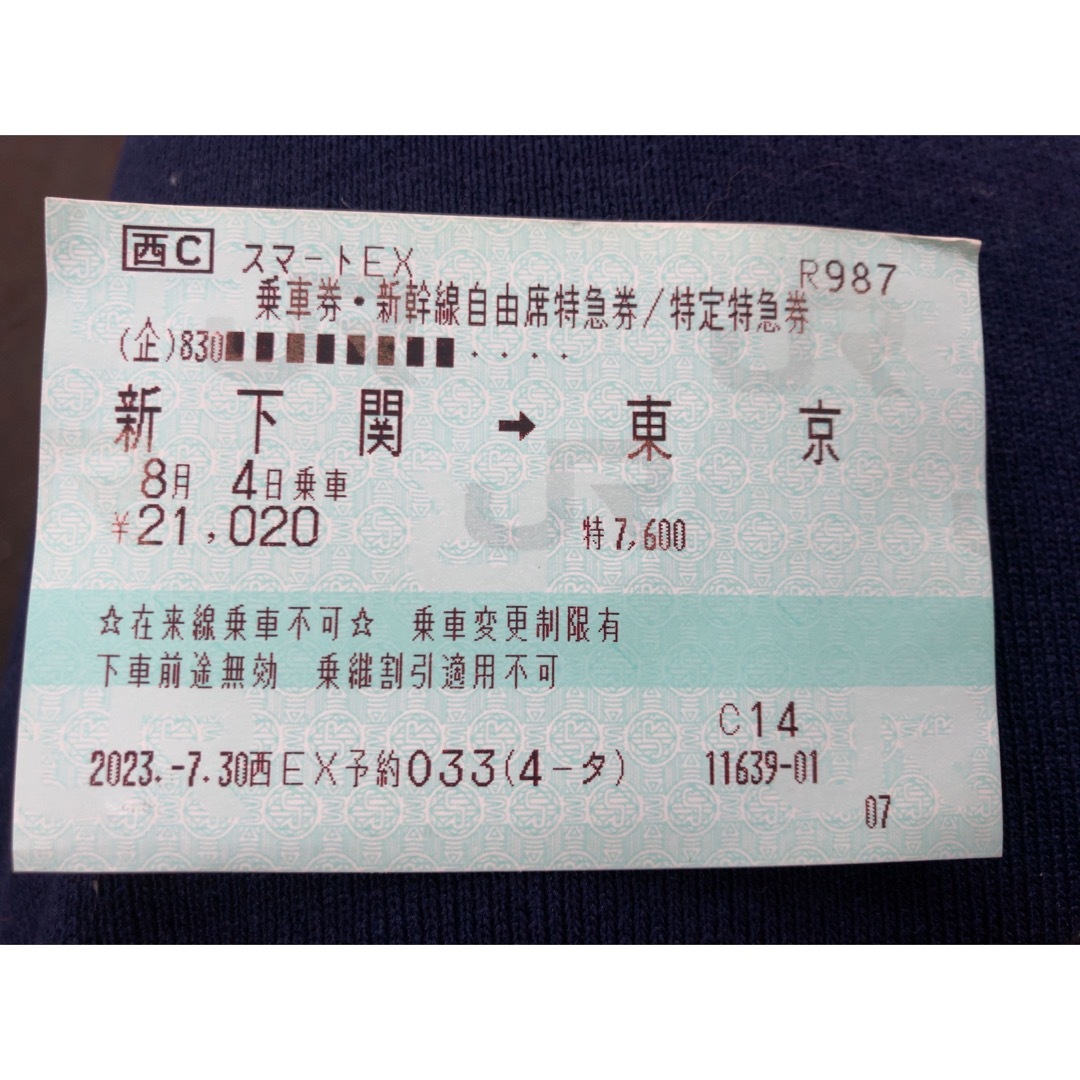 西C スマートEX R987
乗車券・新幹線自由席特急券/特定特急券
(企)830■■■■■■■■・・・・
新下関 → 東京
8月 4日乗車
¥21,020 特7,600
☆在来線乗車不可☆ 乗車変更制限有
下車前途無効 乗継割引適用不可
C14
2023.-7.30西EX予約033(4-タ) 11639-01
07